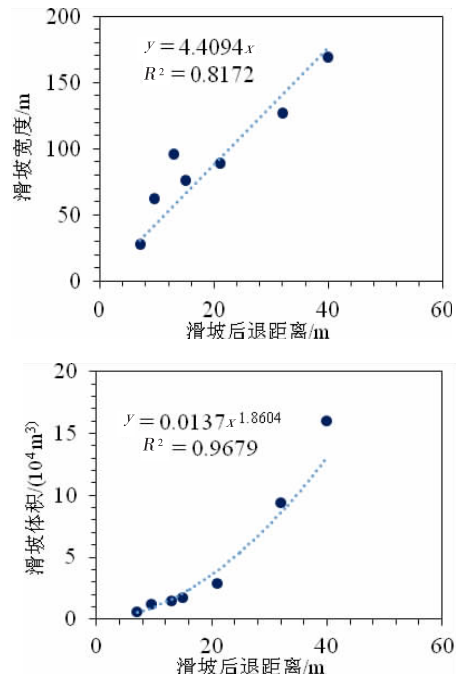 200
y = 4.4094x
R² = 0.8172
150
100
50
0
滑坡宽度/m
0 20 40 60
滑坡后退距离/m
20
y = 0.0137x^1.8604
R² = 0.9679
15
10
5
0
滑坡体积/(10⁴m³)
0 20 40 60
滑坡后退距离/m